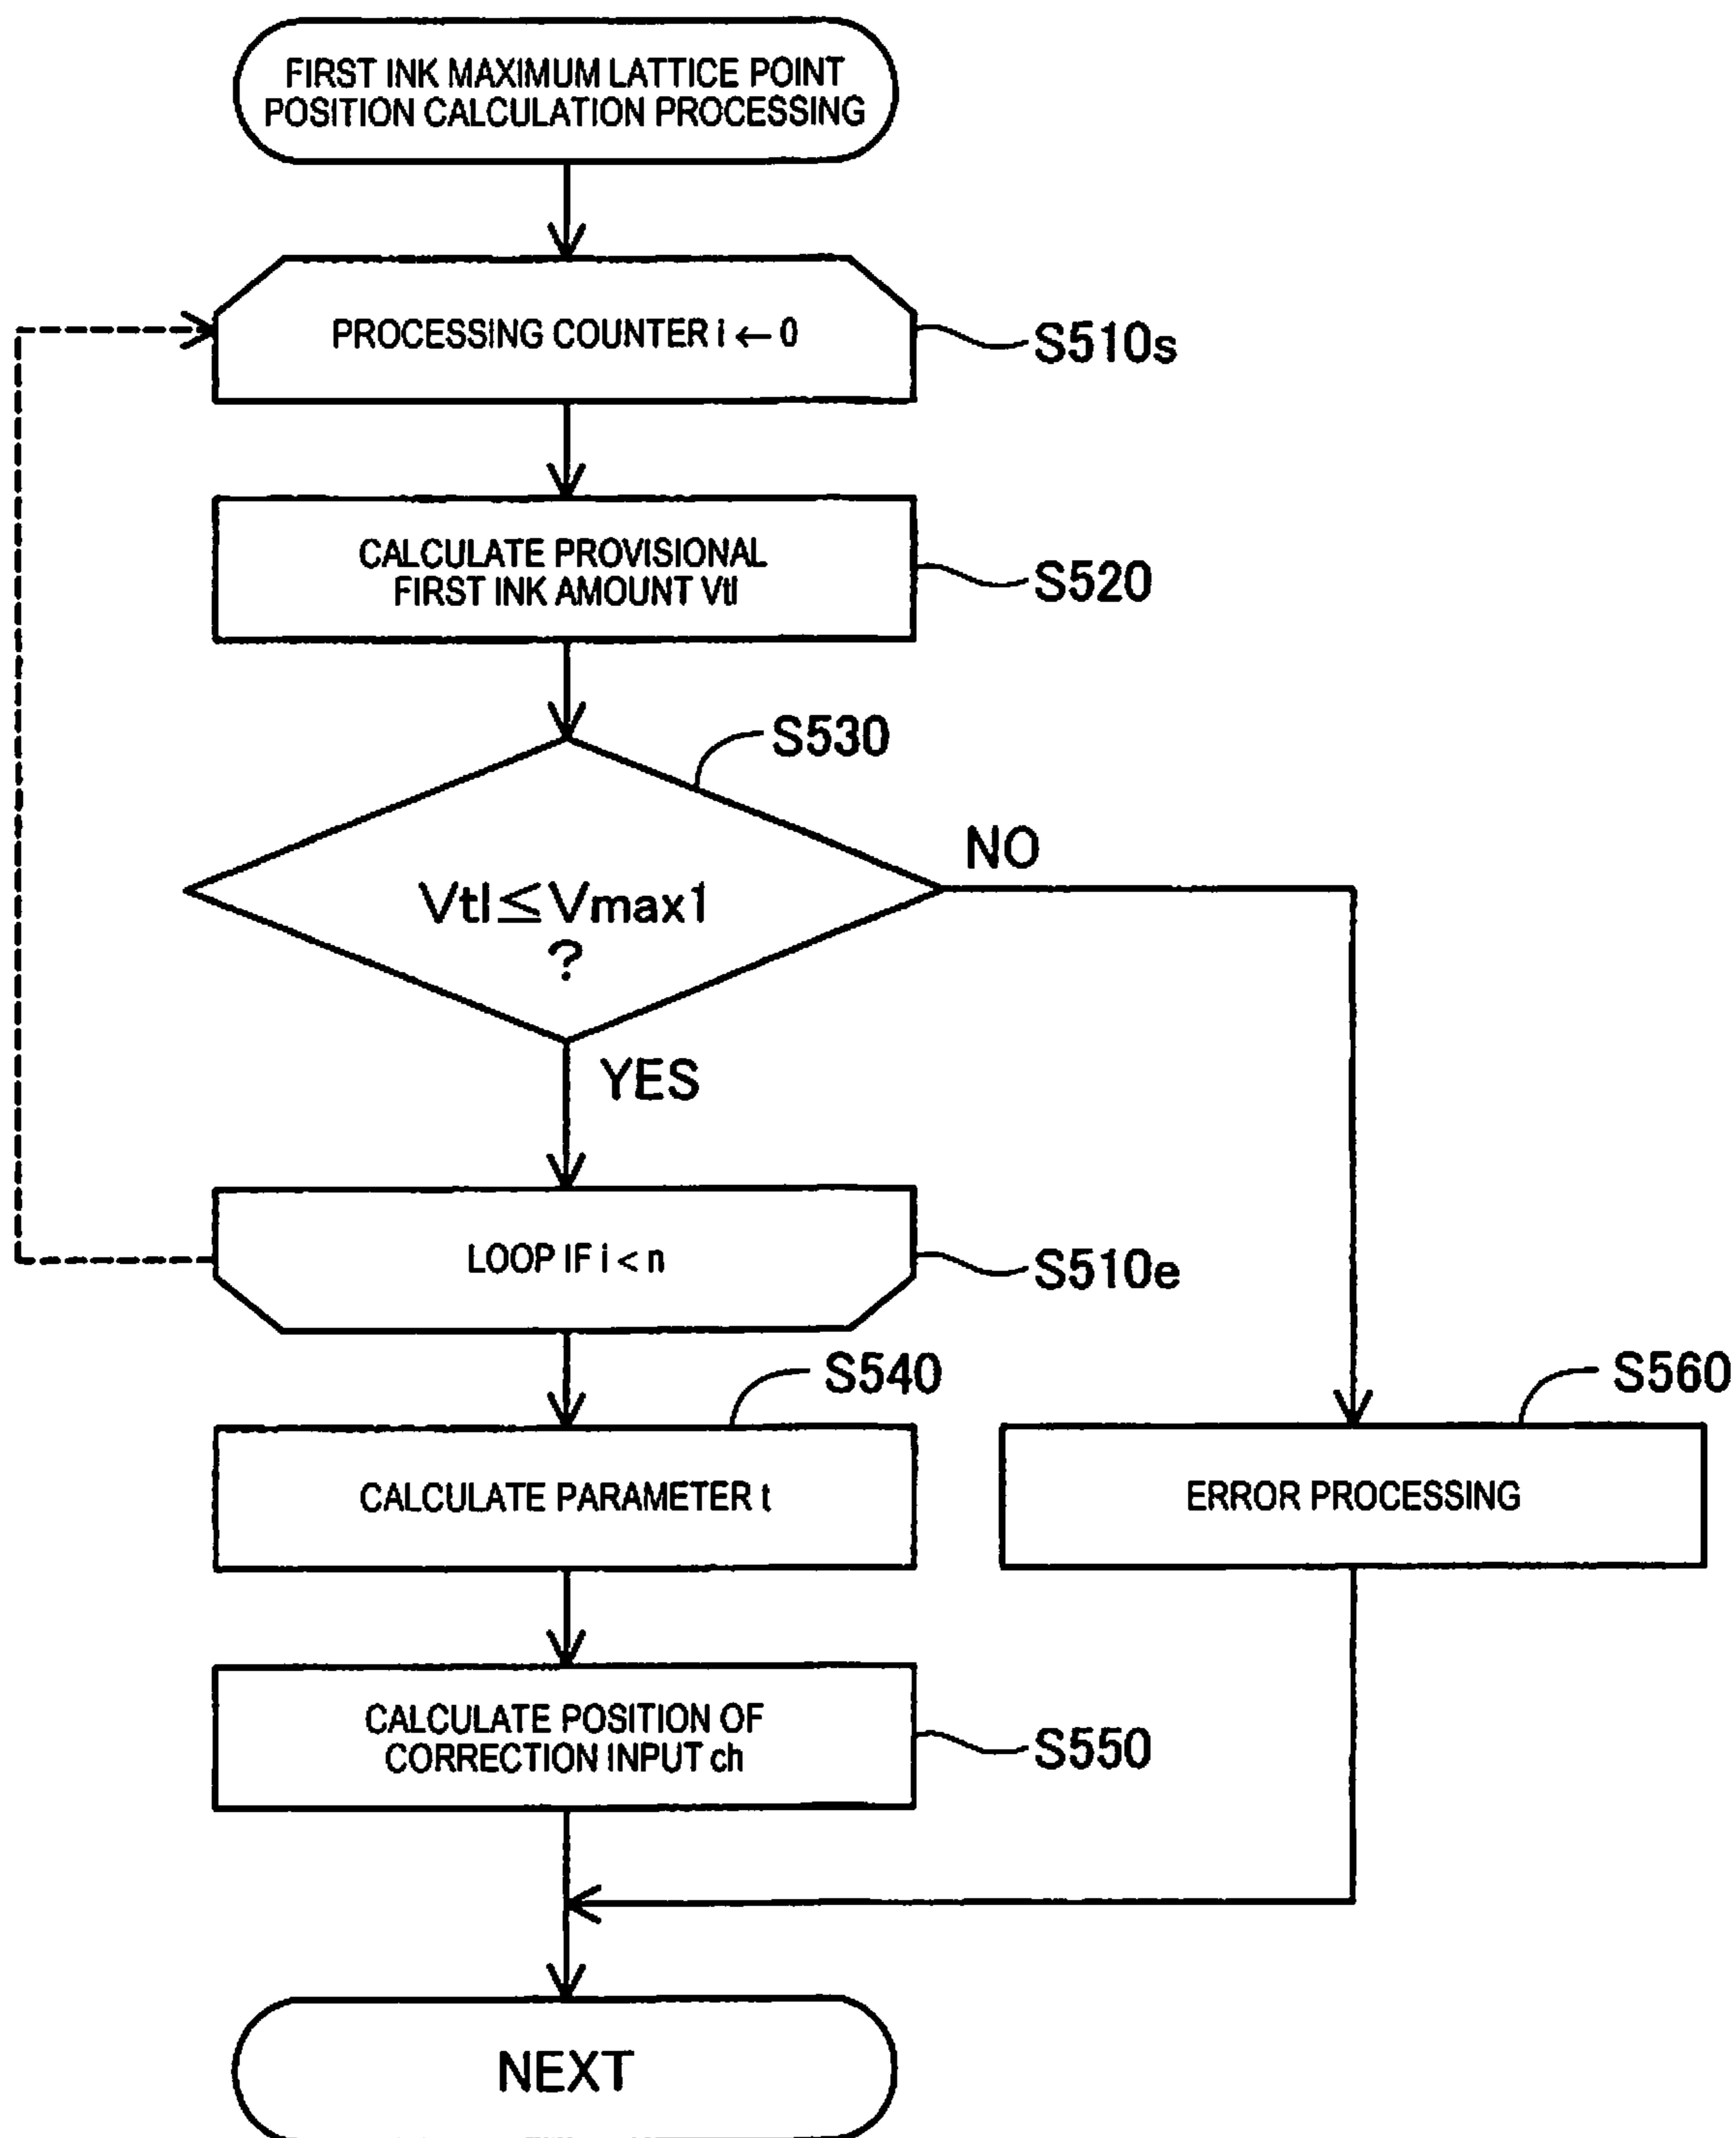 FIRST INK MAXIMUM LATTICE POINT
POSITION CALCULATION PROCESSING
PROCESSING COUNTER i ← 0
S510s
CALCULATE PROVISIONAL
FIRST INK AMOUNT Vtl
S520
S530
NO
Vtl≦Vmax1
?
YES
LOOP IF i < n
S510e
S540
S560
CALCULATE PARAMETER t
ERROR PROCESSING
CALCULATE POSITION OF
CORRECTION INPUT ch
S550
NEXT